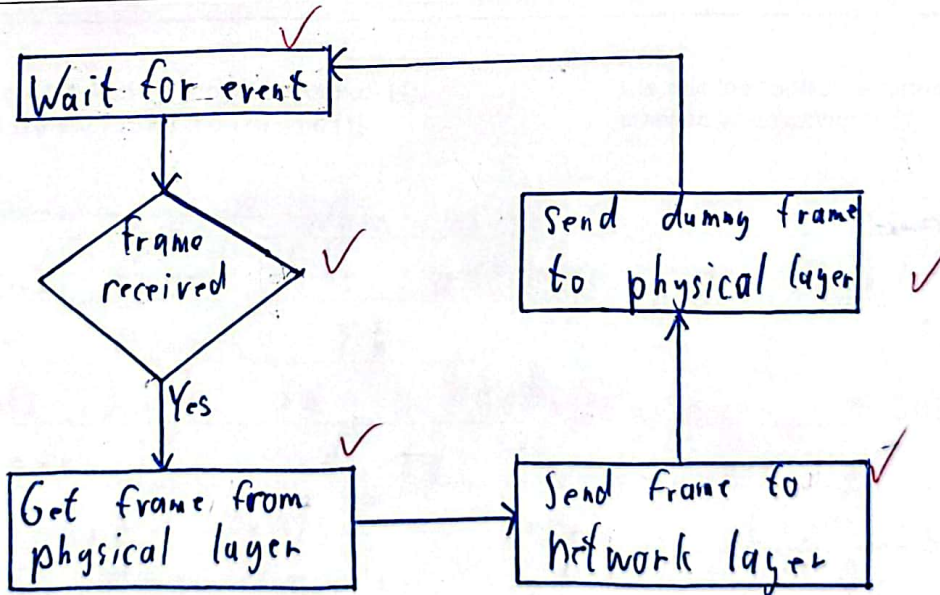 Wait for event
frame
received
Yes
Get frame from
physical layer
Send frame to
network layer
Send dummy frame
to physical layer